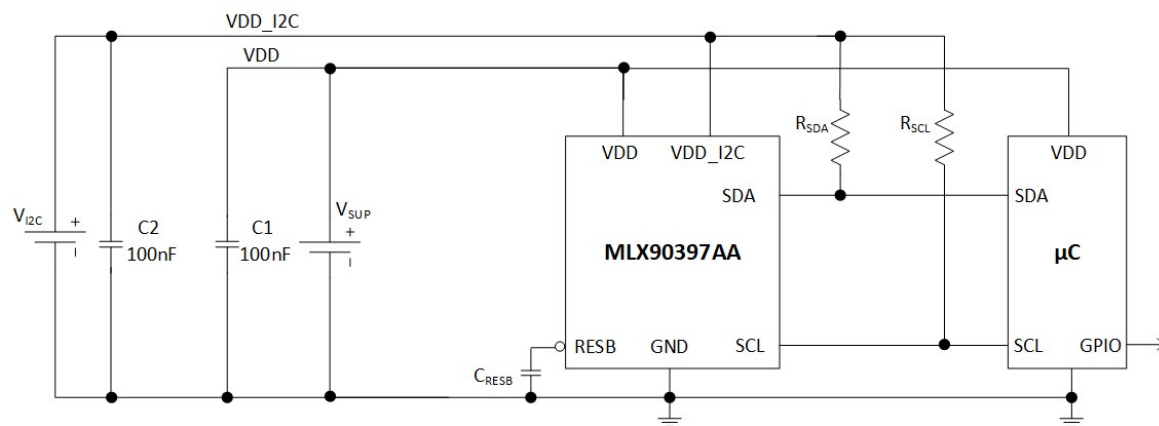 VDD_I2C
VDD
RSDA
RSCL
VDD
VDD_I2C
VDD
SDA
SDA
VI2C
+
C2
100nF
C1
100nF
VSUP
+
MLX90397AA
µC
RESB
GND
SCL
SCL
GPIO
CRESB